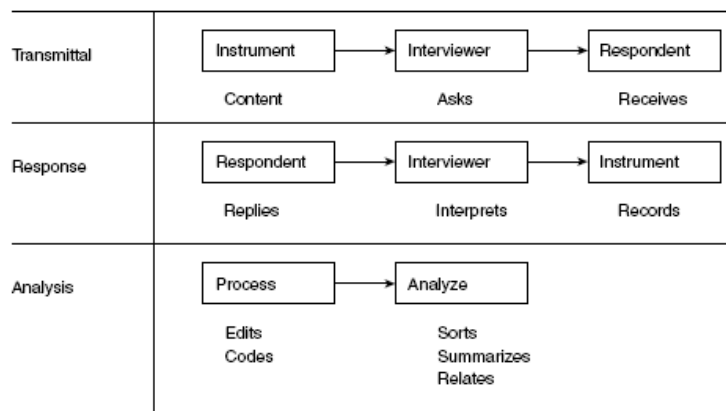 Transmittal
Instrument
Interviewer
Respondent
Content
Asks
Receives
Response
Respondent
Interviewer
Instrument
Replies
Interprets
Records
Analysis
Process
Analyze
Edits
Codes
Sorts
Summarizes
Relates